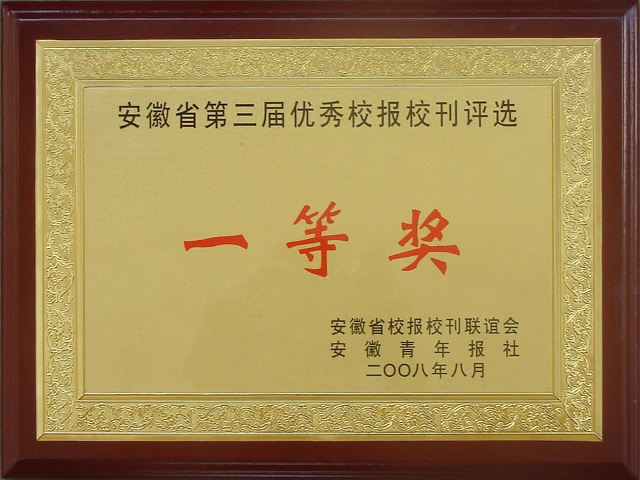 安徽省第三届优秀校报校刊评选
一等奖
安徽省校报校刊联谊会
安徽青年报社
二〇〇八年八月